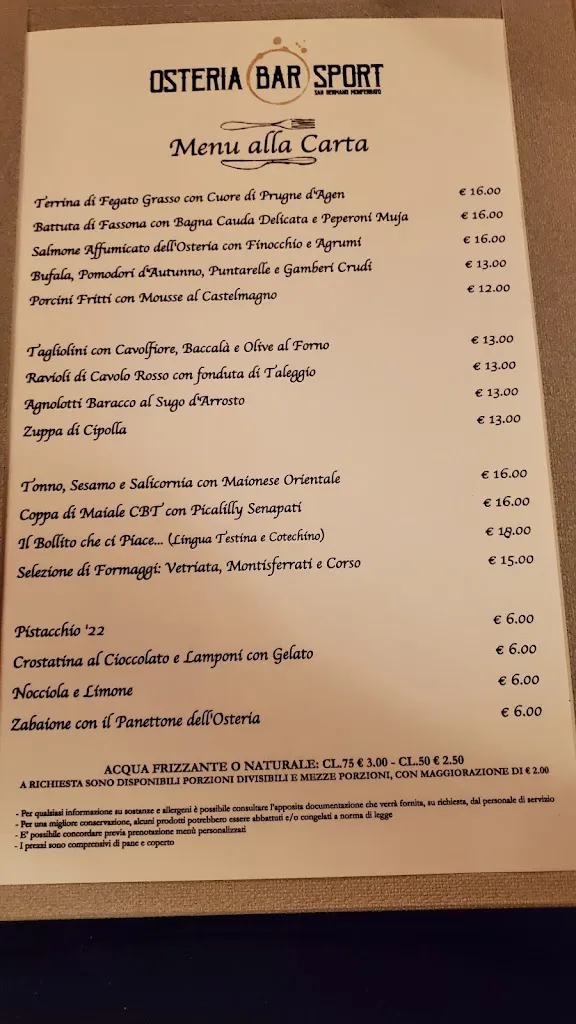 OSTERIA BAR SPORT
SAN GERMANO MONFERRATO
Menu alla Carta
Terrina di Fegato Grasso con Cuore di Prugne d'Agen € 16.00
Battuta di Fassona con Bagna Cauda Delicata e Peperoni Muja € 16.00
Salmone Affumicato dell'Osteria con Finocchio e Agrumi € 16.00
Bufala, Pomodori d'Autunno, Puntarelle e Gamberi Crudi € 13.00
Porcini Fritti con Mousse al Castelmagno € 12.00
Tagliolini con Cavolfiore, Baccalà e Olive al Forno € 13.00
Ravioli di Cavolo Rosso con fonduta di Taleggio € 13.00
Agnolotti Baracco al Sugo d'Arrosto € 13.00
Zuppa di Cipolla € 13.00
Tonno, Sesamo e Salicornia con Maionese Orientale € 16.00
Coppa di Maiale CBT con Picalilly Senapati € 16.00
Il Bollito che ci Piace... (Lingua Testina e Cotechino) € 18.00
Selezione di Formaggi: Vetriata, Montisferrati e Corso € 15.00
Pistacchio '22 € 6.00
Crostatina al Cioccolato e Lamponi con Gelato € 6.00
Nocciola e Limone € 6.00
Zabaione con il Panettone dell'Osteria € 6.00
ACQUA FRIZZANTE O NATURALE: CL.75 € 3.00 - CL.50 € 2.50
A RICHIESTA SONO DISPONIBILI PORZIONI DIVISIBILI E MEZZE PORZIONI, CON MAGGIORAZIONE DI € 2.00
- Per qualsiasi informazione su sostanze e allergeni è possibile consultare l'apposita documentazione che verrà fornita, su richiesta, dal personale di servizio
- Per una migliore conservazione, alcuni prodotti potrebbero essere abbattuti e/o congelati a norma di legge
- E' possibile concordare previa prenotazione menù personalizzati
- I prezzi sono comprensivi di pane e coperto